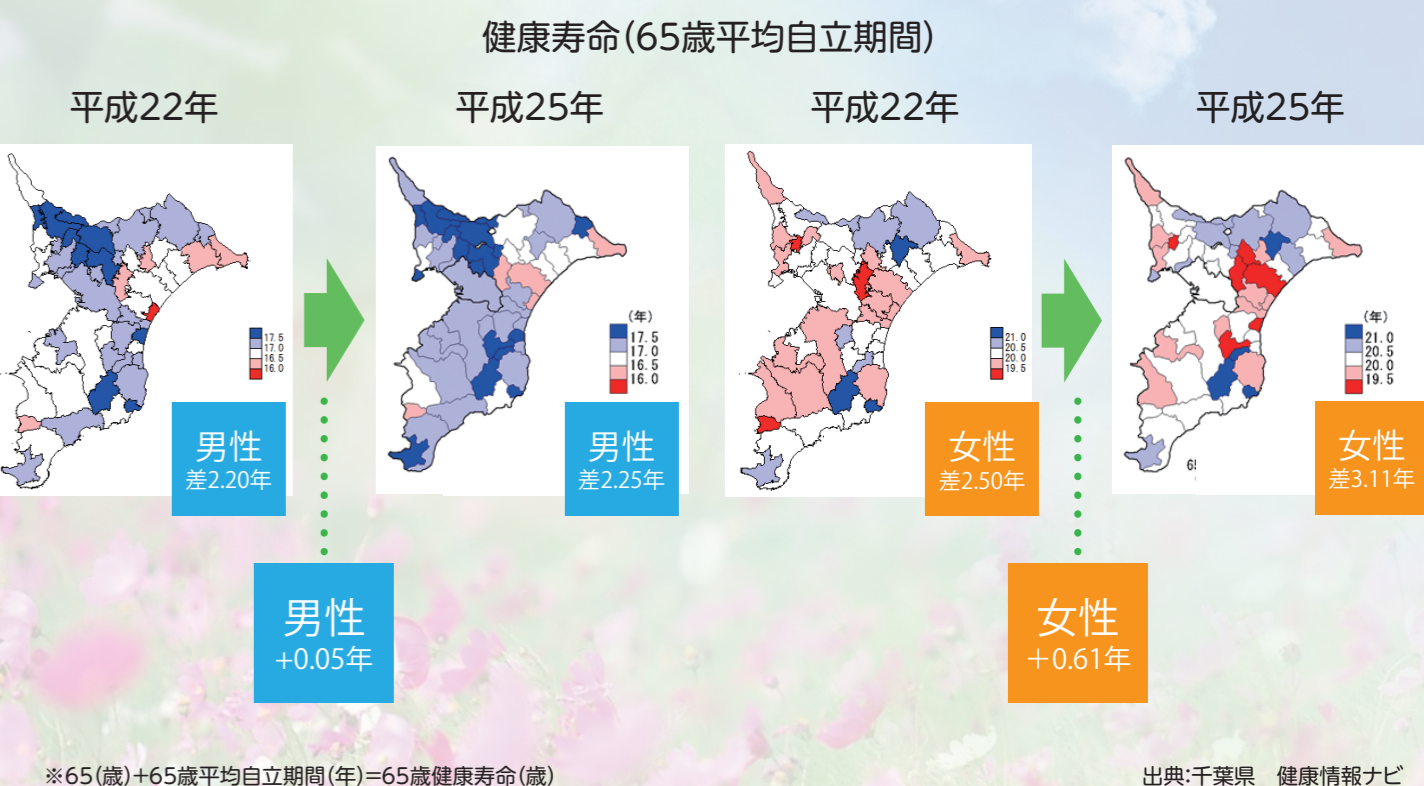 健康寿命(65歳平均自立期間)
平成22年
平成25年
平成22年
平成25年
17.5
17.0
16.5
16.0
(年)
17.5
17.0
16.5
16.0
21.0
20.5
20.0
19.5
(年)
21.0
20.5
20.0
19.5
男性
差2.20年
男性
差2.25年
女性
差2.50年
女性
差3.11年
男性
+0.05年
女性
+0.61年
※65(歳)+65歳平均自立期間(年)=65歳健康寿命(歳)
出典:千葉県 健康情報ナビ